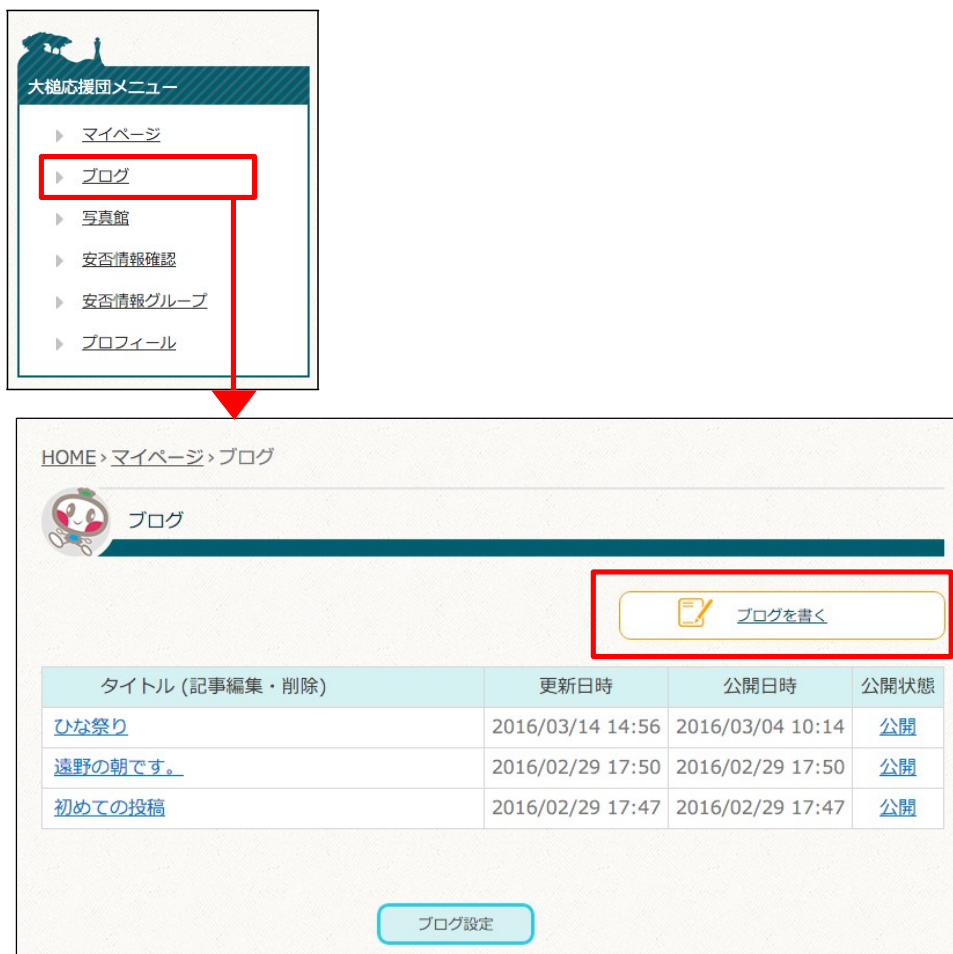 大槌応援団メニュー
マイページ
ブログ
写真館
安否情報確認
安否情報グループ
プロフィール
HOME › マイページ › ブログ
ブログ
ブログを書く
タイトル (記事編集・削除) 更新日時 公開日時 公開状態
ひな祭り 2016/03/14 14:56 2016/03/04 10:14 公開
遠野の朝です。 2016/02/29 17:50 2016/02/29 17:50 公開
初めての投稿 2016/02/29 17:47 2016/02/29 17:47 公開
ブログ設定